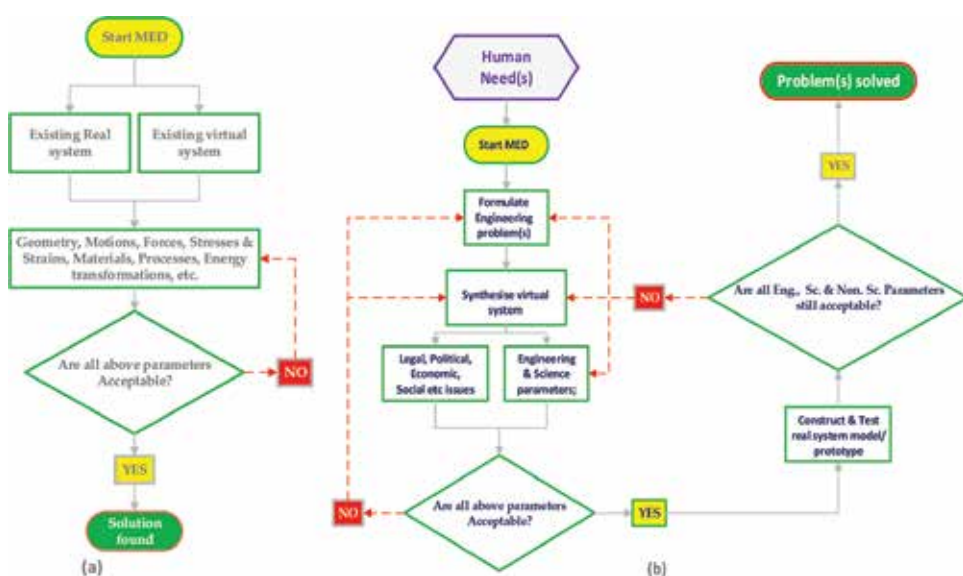 Start MED
Existing Real
system
Existing virtual
system
Geometry, Motions, Forces, Stresses &
Strains, Materials, Processes, Energy
transformations, etc.
Are all above parameters
Acceptable?
NO
YES
Solution
found
(a)
Human
Need(s)
Start MED
Formulate
Engineering
problem(s)
Synthesise virtual
system
Legal, Political,
Economic,
Social etc issues
Engineering
& Science
parameters;
Are all above parameters
Acceptable?
NO
YES
Construct & Test
real system model/
prototype
Are all Eng., Sc. & Non. Sc. Parameters
still acceptable?
NO
YES
Problem(s) solved
(b)